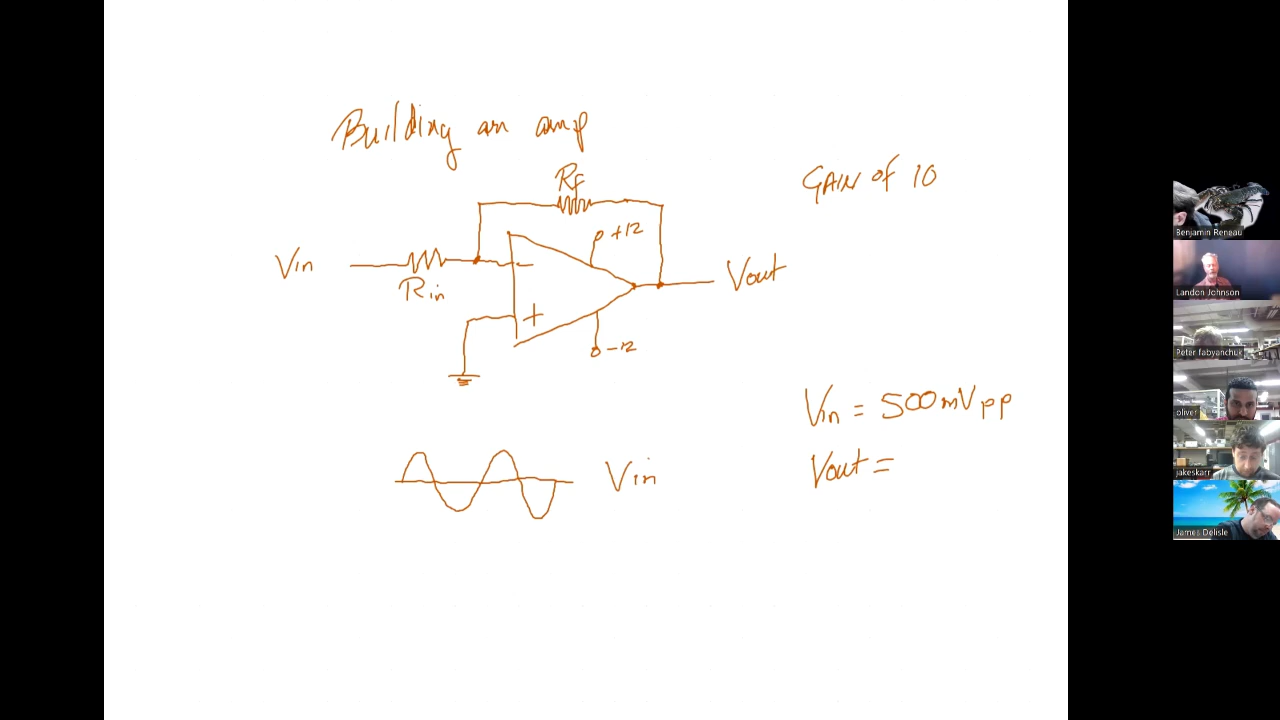 Building an amp
GAIN of 10
Rf
+12
Vin
Rin
Vout
+
-12
Vin = 500mVpp
Vout =
Vin
Benjamin Reneau
Landon Johnson
Peter fabyanchuk
oliver
jakeskarr
James Delisle